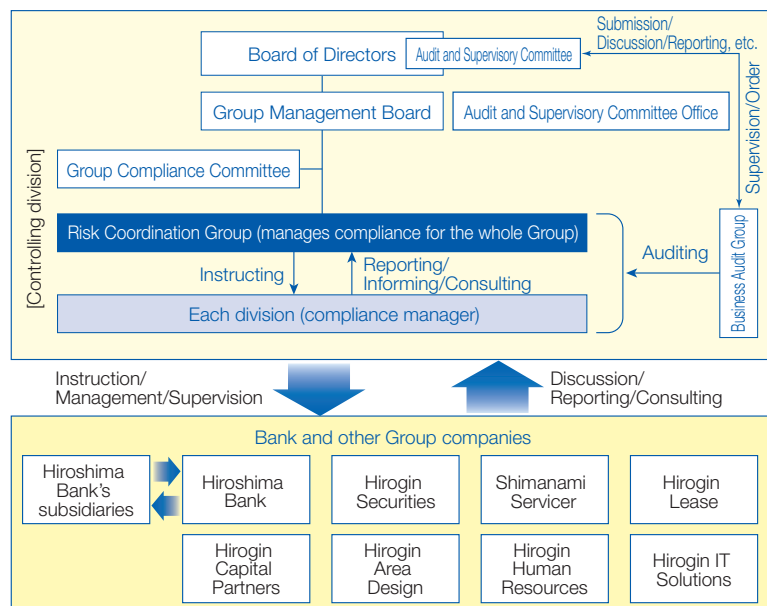 Submission/
Discussion/Reporting, etc.
Board of Directors
Audit and Supervisory Committee
Group Management Board
Audit and Supervisory Committee Office
Supervision/Order
Group Compliance Committee
[Controlling division]
Risk Coordination Group (manages compliance for the whole Group)
Auditing
Business Audit Group
Instructing
Reporting/
Informing/Consulting
Each division (compliance manager)
Instruction/
Management/Supervision
Discussion/
Reporting/Consulting
Bank and other Group companies
Hiroshima
Bank's
subsidiaries
Hiroshima
Bank
Hirogin
Securities
Shimanami
Servicer
Hirogin
Lease
Hirogin
Capital
Partners
Hirogin
Area
Design
Hirogin
Human
Resources
Hirogin IT
Solutions